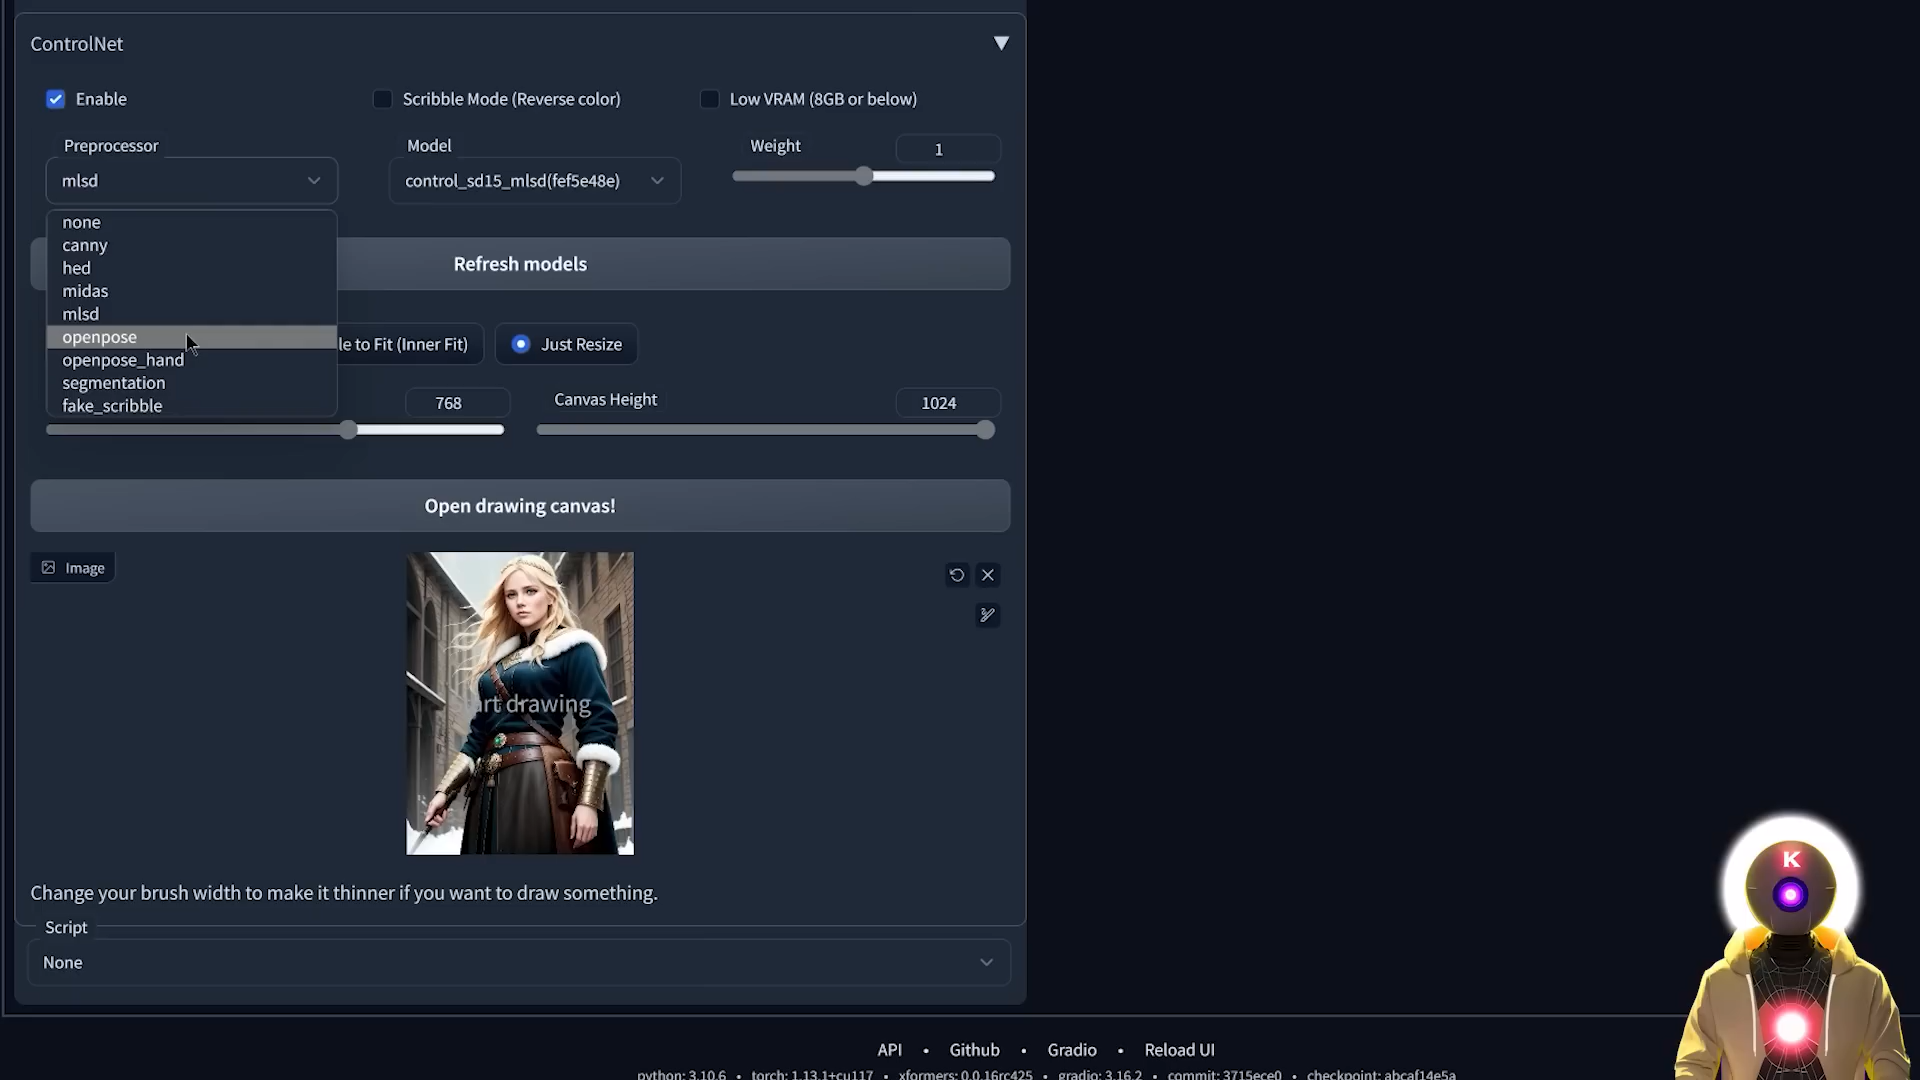 ControlNet
Enable
Scribble Mode (Reverse color)
Low VRAM (8GB or below)
Preprocessor
Model
Weight
1
mlsd
control_sd15_mlsd(fef5e48e)
none
canny
hed
midas
mlsd
openpose
openpose_hand
segmentation
fake_scribble
Refresh models
le to Fit (Inner Fit)
Just Resize
768
Canvas Height
1024
Open drawing canvas!
Image
art drawing
Change your brush width to make it thinner if you want to draw something.
Script
None
API • Github • Gradio • Reload UI
python: 3.10.6 • torch: 1.13.1+cu117 • xformers: 0.0.16rc425 • gradio: 3.16.2 • commit: 3715ece0 • checkpoint: abcaf14e5a
K